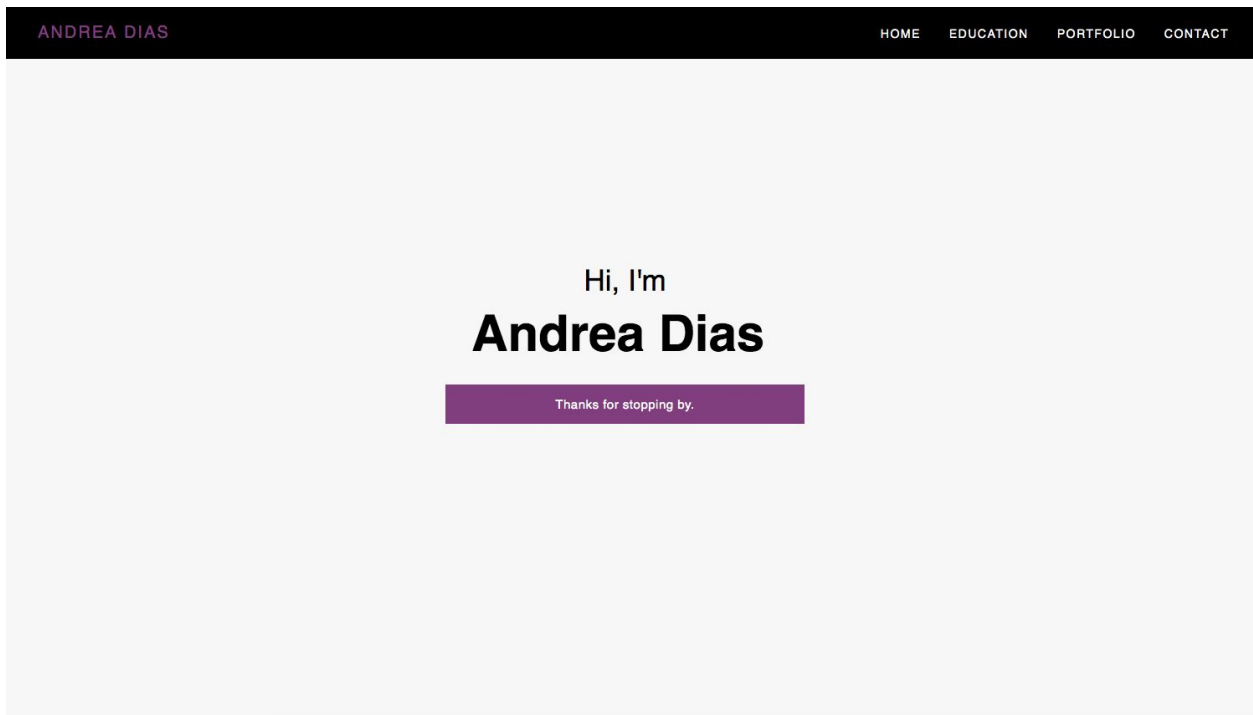 ANDREA DIAS
HOME EDUCATION PORTFOLIO CONTACT
Hi, I'm
Andrea Dias
Thanks for stopping by.